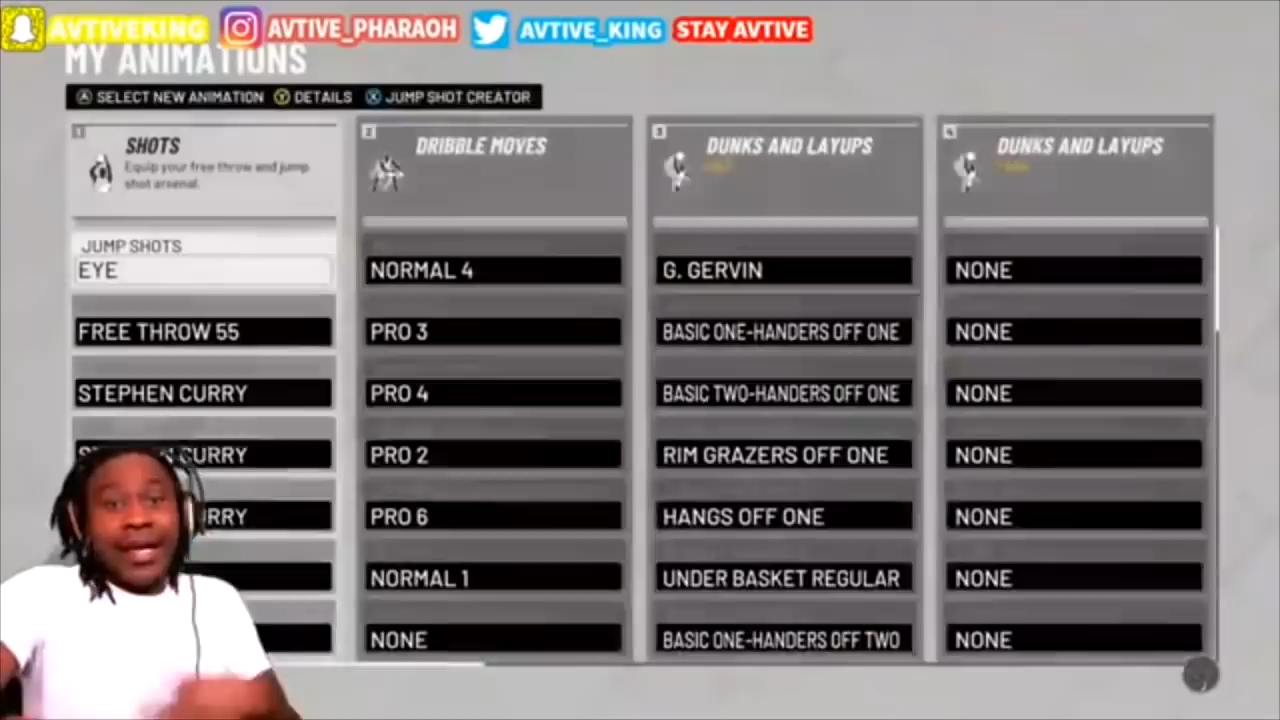 AVTIVEKING AVTIVE_PHARAOH AVTIVE_KING STAY AVTIVE
MY ANIMATIONS
A SELECT NEW ANIMATION Y DETAILS X JUMP SHOT CREATOR
1 SHOTS
Equip your free throw and jump
shot arsenal.
JUMP SHOTS
EYE
FREE THROW 55
STEPHEN CURRY
CURRY
2 DRIBBLE MOVES
NORMAL 4
PRO 3
PRO 4
PRO 2
PRO 6
NORMAL 1
NONE
3 DUNKS AND LAYUPS
G. GERVIN
BASIC ONE-HANDERS OFF ONE
BASIC TWO-HANDERS OFF ONE
RIM GRAZERS OFF ONE
HANGS OFF ONE
UNDER BASKET REGULAR
BASIC ONE-HANDERS OFF TWO
4 DUNKS AND LAYUPS
NONE
NONE
NONE
NONE
NONE
NONE
NONE